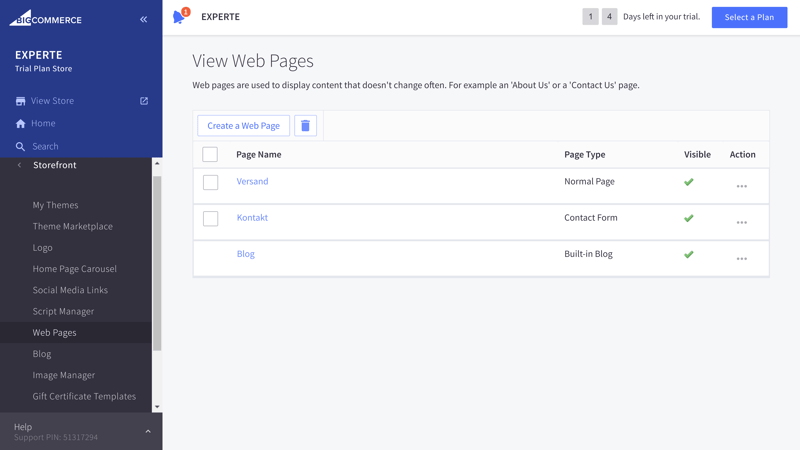 BIGCOMMERCE
1
EXPERTE
1 4 Days left in your trial.
Select a Plan
EXPERTE
Trial Plan Store
View Store
Home
Search
Storefront
My Themes
Theme Marketplace
Logo
Home Page Carousel
Social Media Links
Script Manager
Web Pages
Blog
Image Manager
Gift Certificate Templates
Help
Support PIN: 51317294
View Web Pages
Web pages are used to display content that doesn't change often. For example an 'About Us' or a 'Contact Us' page.
Create a Web Page
Page Name Page Type Visible Action
Versand Normal Page
Kontakt Contact Form
Blog Built-in Blog